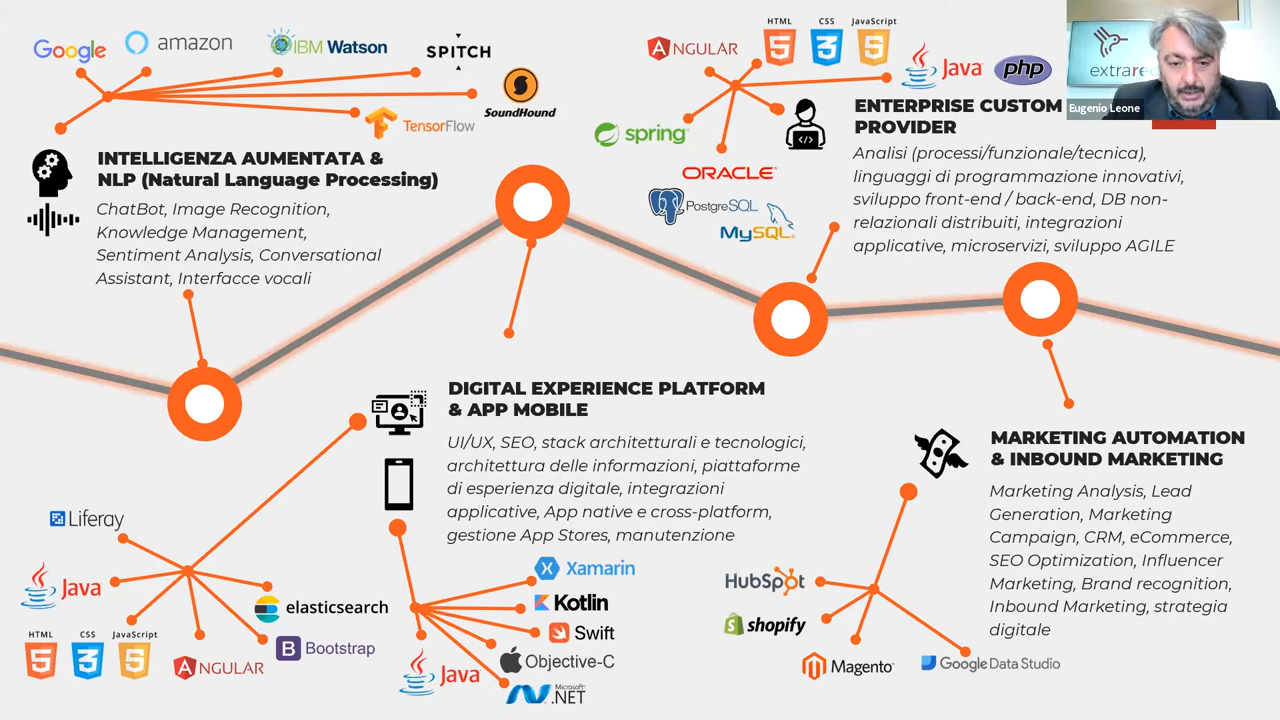 Google
amazon
IBM Watson
SPITCH
SoundHound
TensorFlow
INTELLIGENZA AUMENTATA &
NLP (Natural Language Processing)
ChatBot, Image Recognition,
Knowledge Management,
Sentiment Analysis, Conversational
Assistant, Interfacce vocali
ANGULAR
HTML
5
CSS
3
JavaScript
5
Java
php
spring
ORACLE
PostgreSQL
MySQL
Eugenio Leone
ENTERPRISE CUSTOM
PROVIDER
Analisi (processi/funzionale/tecnica),
linguaggi di programmazione innovativi,
sviluppo front-end / back-end, DB non-
relazionali distribuiti, integrazioni
applicative, microservizi, sviluppo AGILE
DIGITAL EXPERIENCE PLATFORM
& APP MOBILE
UI/UX, SEO, stack architetturali e tecnologici,
architettura delle informazioni, piattaforme
di esperienza digitale, integrazioni
applicative, App native e cross-platform,
gestione App Stores, manutenzione
Liferay
Java
elasticsearch
HTML
5
CSS
3
JavaScript
5
ANGULAR
B Bootstrap
Xamarin
Kotlin
Swift
Objective-C
Java
Microsoft
.NET
MARKETING AUTOMATION
& INBOUND MARKETING
Marketing Analysis, Lead
Generation, Marketing
Campaign, CRM, eCommerce,
SEO Optimization, Influencer
Marketing, Brand recognition,
Inbound Marketing, strategia
digitale
HubSpot
shopify
Magento
Google Data Studio